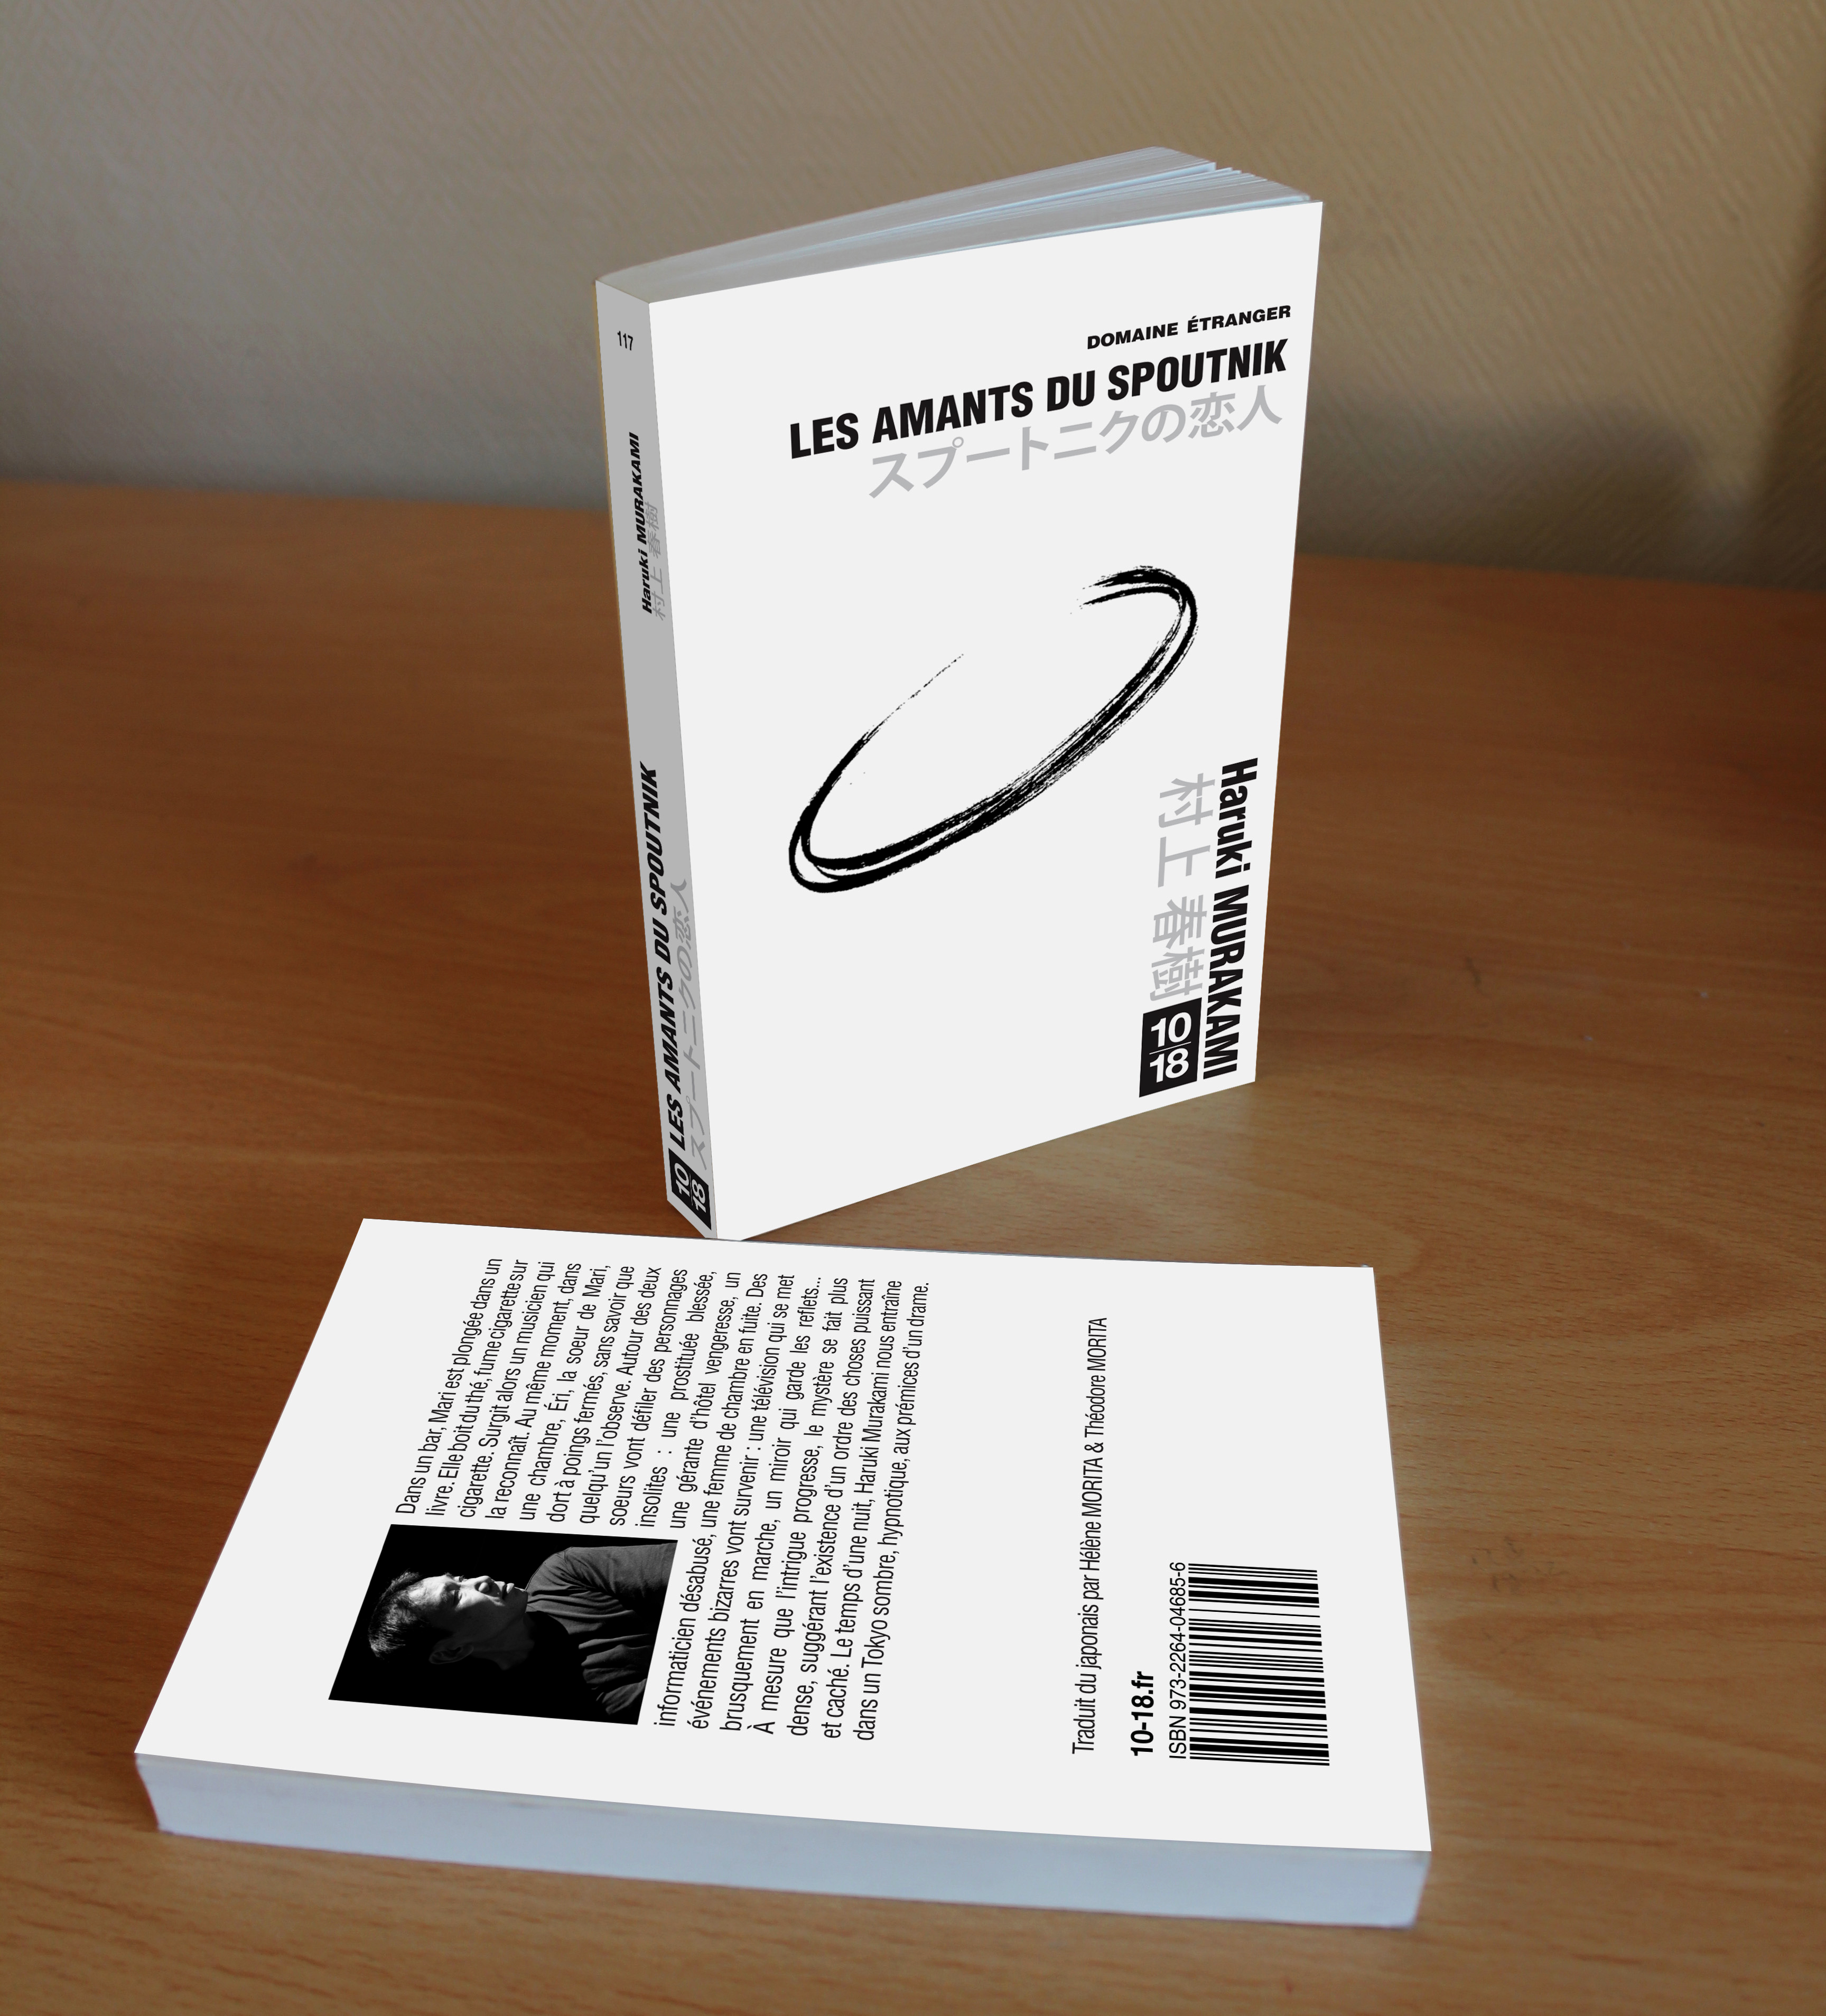 117
Haruki MURAKAMI
村上 春樹
LES AMANTS DU SPOUTNIK
スプートニクの恋人
10
18
DOMAINE ÉTRANGER
LES AMANTS DU SPOUTNIK
スプートニクの恋人
Haruki MURAKAMI
村上 春樹
10
18
Dans un bar, Mari est plongée dans un
livre. Elle boit du thé, fume cigarette sur
cigarette. Surgit alors un musicien qui
la reconnaît. Au même moment, dans
une chambre, Éri, la soeur de Mari,
dort à poings fermés, sans savoir que
quelqu'un l'observe. Autour des deux
soeurs vont défiler des personnages
insolites : une prostituée blessée,
une gérante d'hôtel vengeresse, un
informaticien désabusé, une femme de chambre en fuite. Des
événements bizarres vont survenir : une télévision qui se met
brusquement en marche, un miroir qui garde les reflets...
À mesure que l'intrigue progresse, le mystère se fait plus
dense, suggérant l'existence d'un ordre des choses puissant
et caché. Le temps d'une nuit, Haruki Murakami nous entraîne
dans un Tokyo sombre, hypnotique, aux prémices d'un drame.
Traduit du japonais par Hélène MORITA & Théodore MORITA
10-18.fr
ISBN 973-2264-04685-6